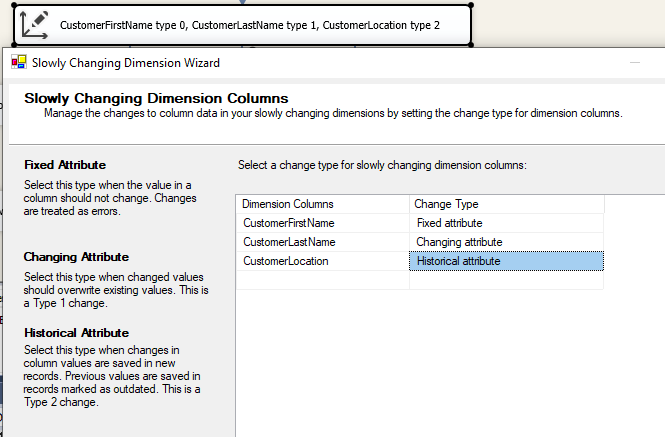 CustomerFirstName type 0, CustomerLastName type 1, CustomerLocation type 2
Slowly Changing Dimension Wizard
Slowly Changing Dimension Columns
Manage the changes to column data in your slowly changing dimensions by setting the change type for dimension columns.
Fixed Attribute
Select this type when the value in a
column should not change. Changes
are treated as errors.
Changing Attribute
Select this type when changed values
should overwrite existing values. This is
a Type 1 change.
Historical Attribute
Select this type when changes in
column values are saved in new
records. Previous values are saved in
records marked as outdated. This is a
Type 2 change.
Select a change type for slowly changing dimension columns:
Dimension Columns Change Type
CustomerFirstName Fixed attribute
CustomerLastName Changing attribute
CustomerLocation Historical attribute